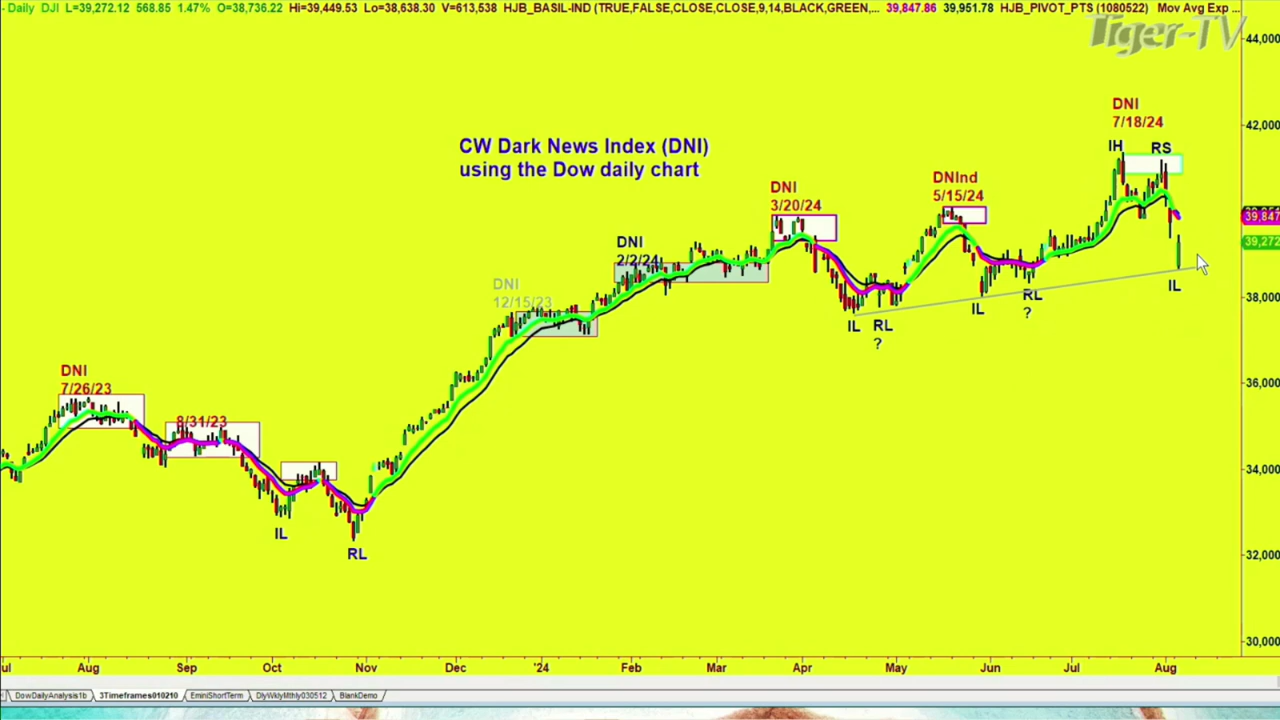 - Daily DJI L=39,272.12 568.85 1.47% O=38,736.22 Hi=39,449.53 Lo=38,638.30 V=613,538 HJB_BASIL-IND (TRUE,FALSE,CLOSE,CLOSE,9,14,BLACK,GREEN,... 39,847.86 39,951.78 HJB_PIVOT_PTS (1080522) Mov Avg Exp ...
Tiger-TV
44,000
DNI
7/18/24
42,000
IH
RS
CW Dark News Index (DNI)
using the Dow daily chart
DNInd
5/15/24
DNI
3/20/24
39,847
DNI
2/2/24
39,272
DNI
12/15/23
IL
RL
?
IL
RL
?
IL
38,000
36,000
DNI
7/26/23
8/31/23
34,000
IL
RL
32,000
30,000
ul Aug Sep Oct Nov Dec '24 Feb Mar Apr May Jun Jul Aug
DowDailyAnalysis1b 3Timeframes010210 EminiShortTerm DlyWklyMthly030512 BlankDemo